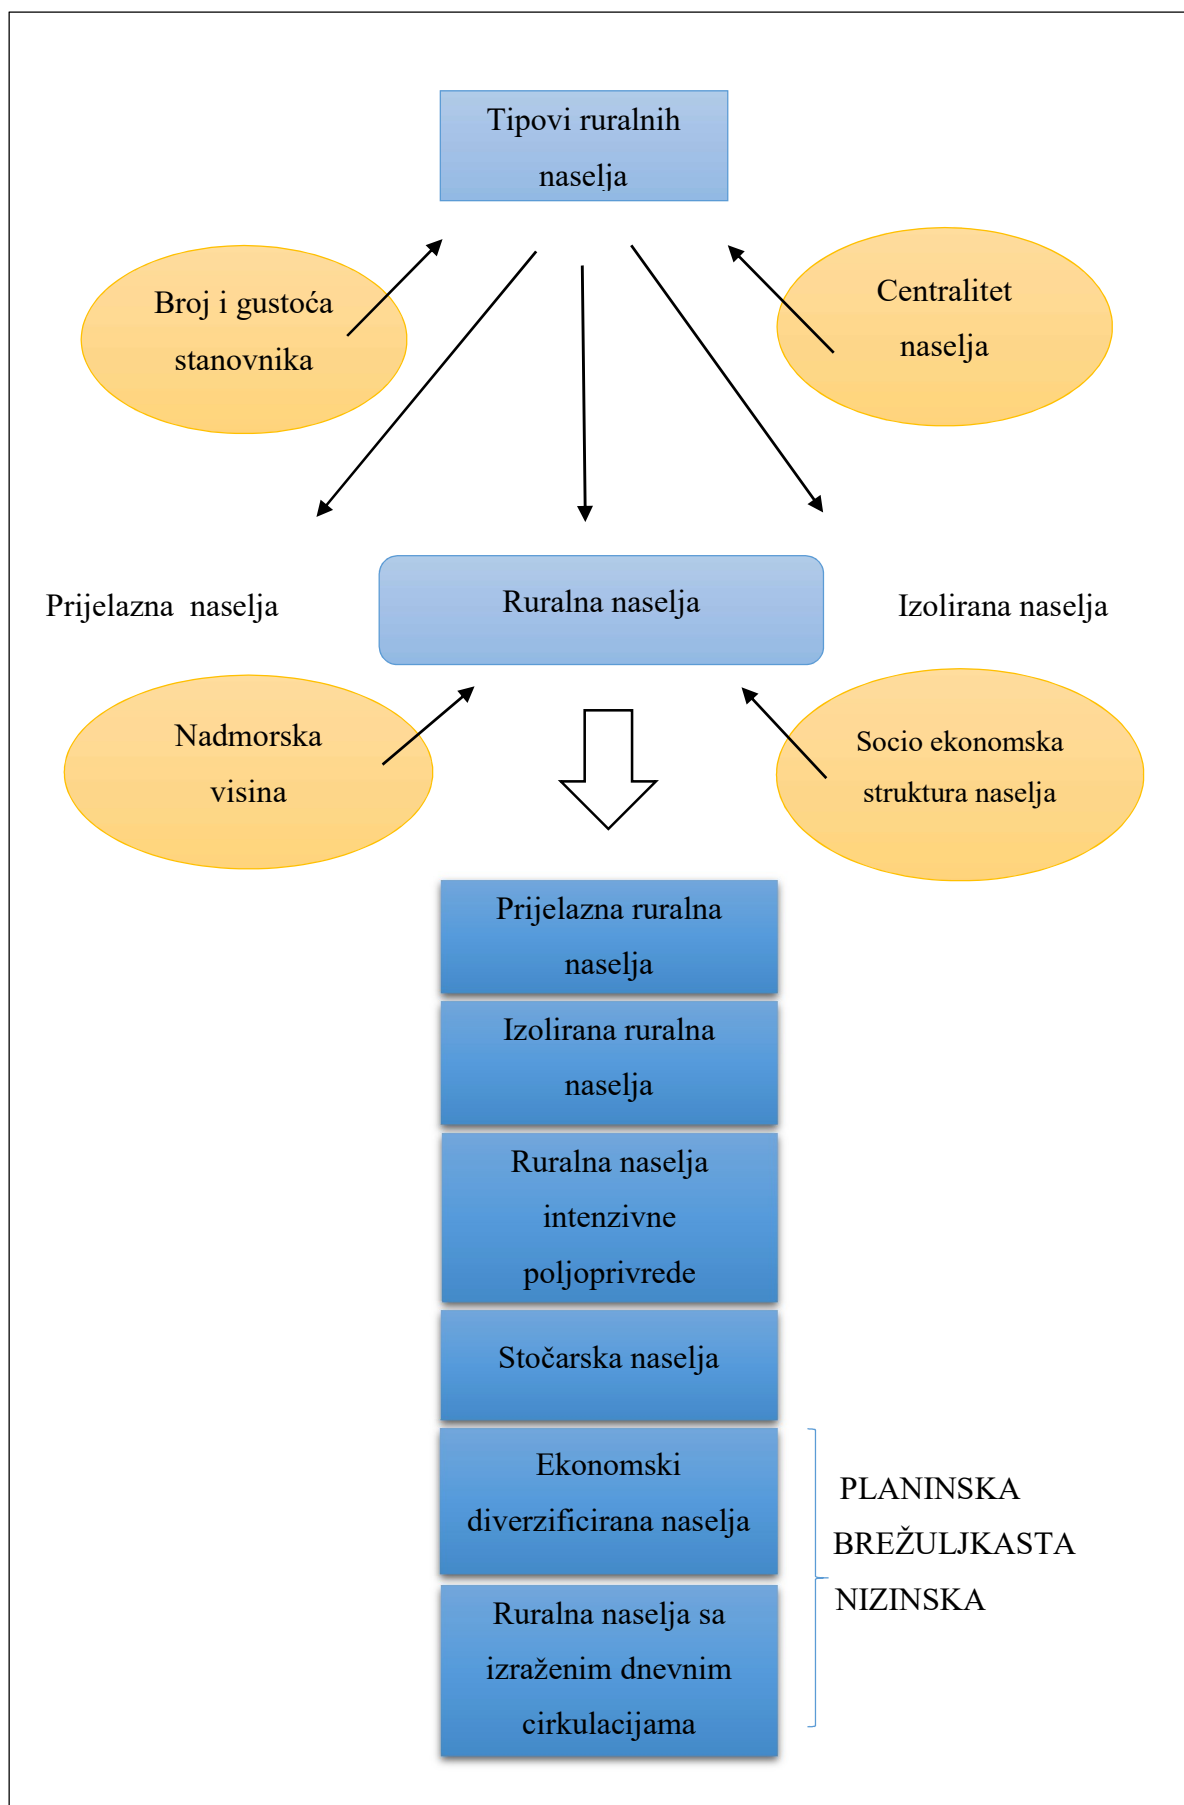 Tipovi ruralnih
naselja
Broj i gustoća
stanovnika
Centralitet
naselja
Prijelazna naselja
Ruralna naselja
Izolirana naselja
Nadmorska
visina
Socio ekonomska
struktura naselja
Prijelazna ruralna
naselja
Izolirana ruralna
naselja
Ruralna naselja
intenzivne
poljoprivrede
Stočarska naselja
Ekonomski
diverzificirana naselja
PLANINSKA
BREŽULJKASTA
NIZINSKA
Ruralna naselja sa
izraženim dnevnim
cirkulacijama